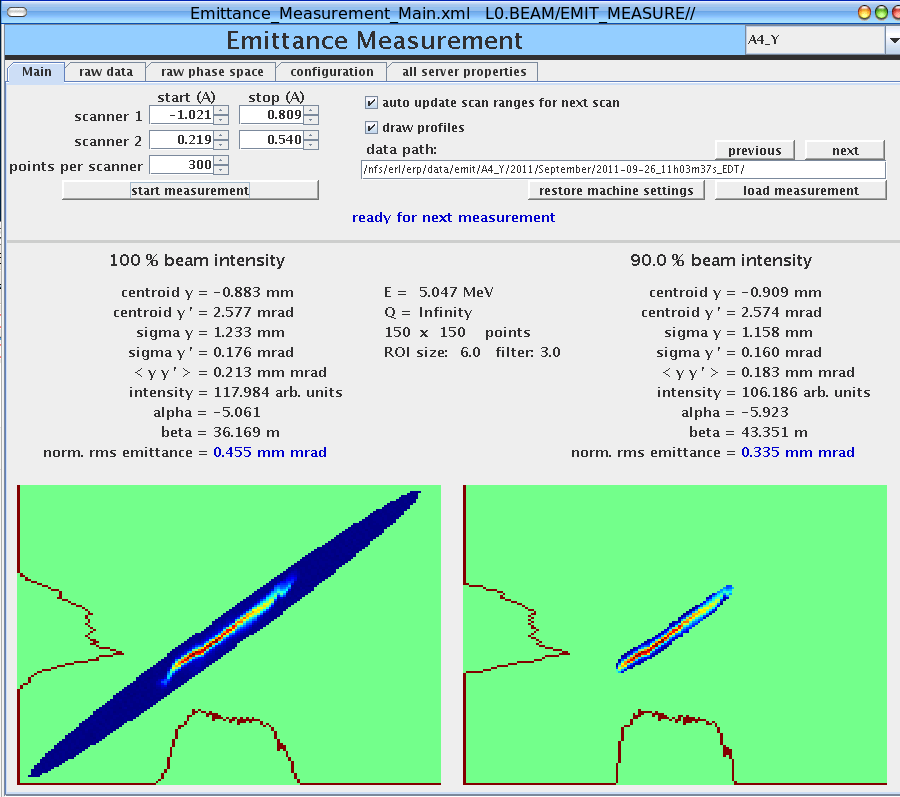 Emittance_Measurement_Main.xml L0.BEAM/EMIT_MEASURE//
Emittance Measurement
A4_Y
Main raw data raw phase space configuration all server properties
start (A) stop (A)
scanner 1 -1.021 0.809
scanner 2 0.219 0.540
points per scanner 300
start measurement
auto update scan ranges for next scan
draw profiles
data path:
previous next
/nfs/erl/erp/data/emit/A4_Y/2011/September/2011-09-26_11h03m37s_EDT/
restore machine settings load measurement
ready for next measurement
100 % beam intensity
centroid y = -0.883 mm
centroid y ' = 2.577 mrad
sigma y = 1.233 mm
sigma y ' = 0.176 mrad
< y y ' > = 0.213 mm mrad
intensity = 117.984 arb. units
alpha = -5.061
beta = 36.169 m
norm. rms emittance = 0.455 mm mrad
E = 5.047 MeV
Q = Infinity
150 x 150 points
ROI size: 6.0 filter: 3.0
90.0 % beam intensity
centroid y = -0.909 mm
centroid y ' = 2.574 mrad
sigma y = 1.158 mm
sigma y ' = 0.160 mrad
< y y ' > = 0.183 mm mrad
intensity = 106.186 arb. units
alpha = -5.923
beta = 43.351 m
norm. rms emittance = 0.335 mm mrad